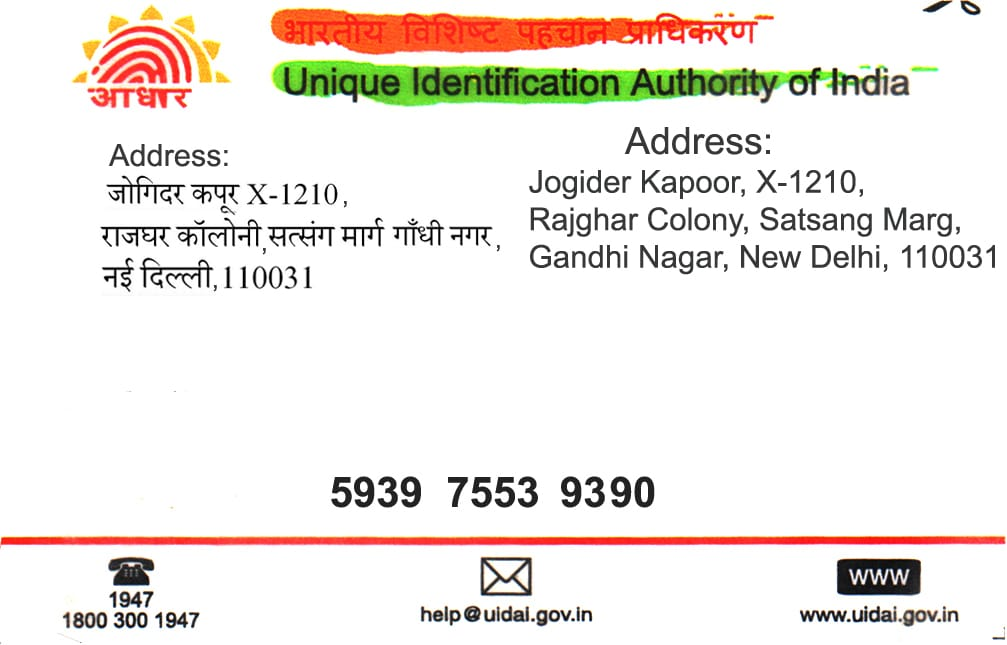 भारतीय विशिष्ट पहचान प्राधिकरण
Unique Identification Authority of India
आधार
Address:
जोगिदर कपूर X-1210,
राजघर कॉलोनी,सत्संग मार्ग गाँधी नगर,
नई दिल्ली,110031
Address:
Jogider Kapoor, X-1210,
Rajghar Colony, Satsang Marg,
Gandhi Nagar, New Delhi, 110031
5939 7553 9390
1947
1800 300 1947
help@uidai.gov.in
www
www.uidai.gov.in